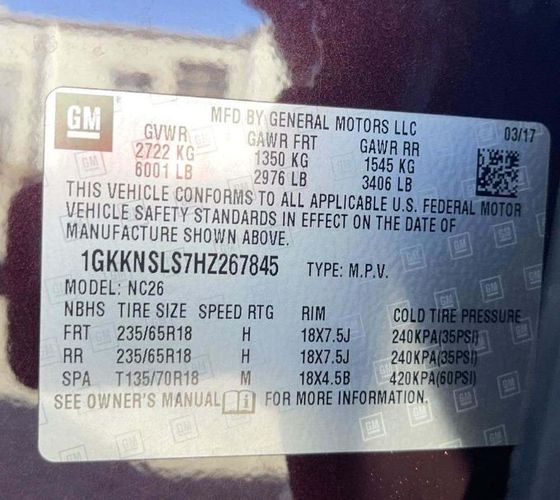 GM
MFD BY GENERAL MOTORS LLC 03/17
GVWR GAWR FRT GAWR RR
2722 KG 1350 KG 1545 KG
6001 LB 2976 LB 3406 LB
THIS VEHICLE CONFORMS TO ALL APPLICABLE U.S. FEDERAL MOTOR
VEHICLE SAFETY STANDARDS IN EFFECT ON THE DATE OF
MANUFACTURE SHOWN ABOVE.
1GKKNSLS7HZ267845 TYPE: M.P.V.
MODEL: NC26
NBHS TIRE SIZE SPEED RTG RIM COLD TIRE PRESSURE
FRT 235/65R18 H 18X7.5J 240KPA(35PSI)
RR 235/65R18 H 18X7.5J 240KPA(35PSI)
SPA T135/70R18 M 18X4.5B 420KPA(60PSI)
SEE OWNER'S MANUAL FOR MORE INFORMATION.